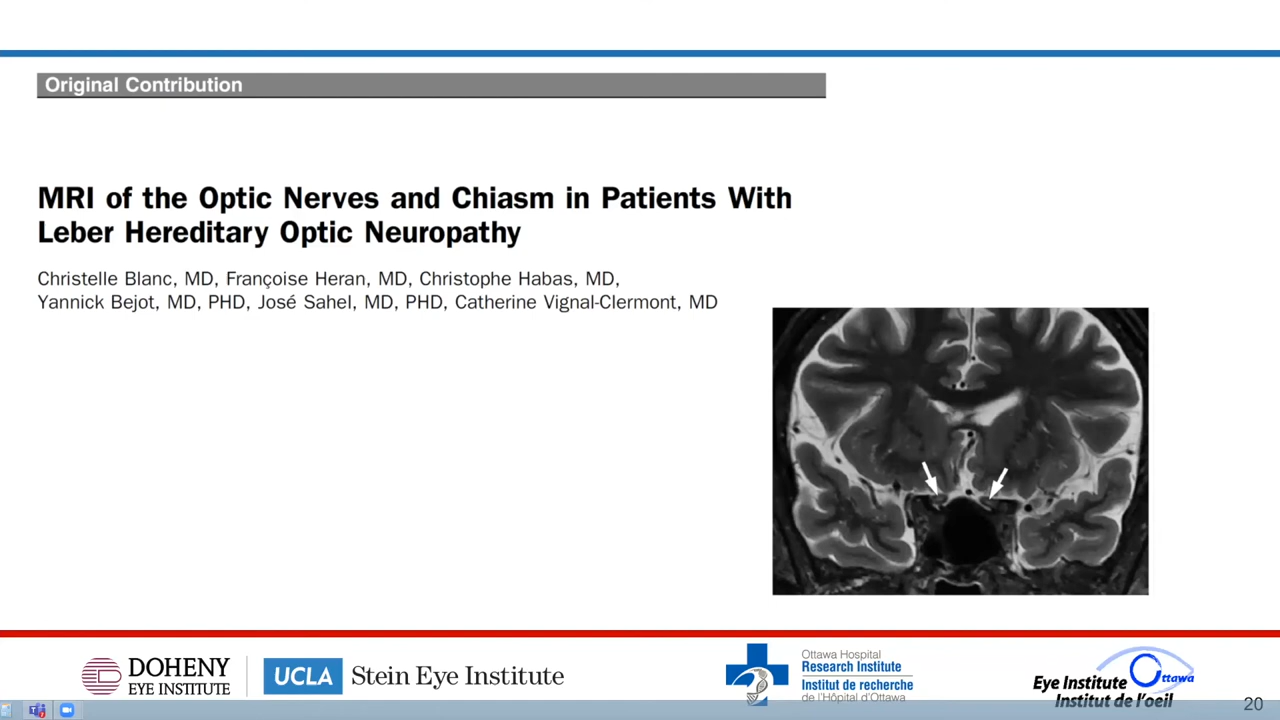 Original Contribution
MRI of the Optic Nerves and Chiasm in Patients With
Leber Hereditary Optic Neuropathy
Christelle Blanc, MD, Françoise Heran, MD, Christophe Habas, MD,
Yannick Bejot, MD, PHD, José Sahel, MD, PHD, Catherine Vignal-Clermont, MD
DOHENY
EYE INSTITUTE
UCLA Stein Eye Institute
Ottawa Hospital
Research Institute
Institut de recherche
de l'Hôpital d'Ottawa
Eye Institute Ottawa
Institut de l'oeil
20